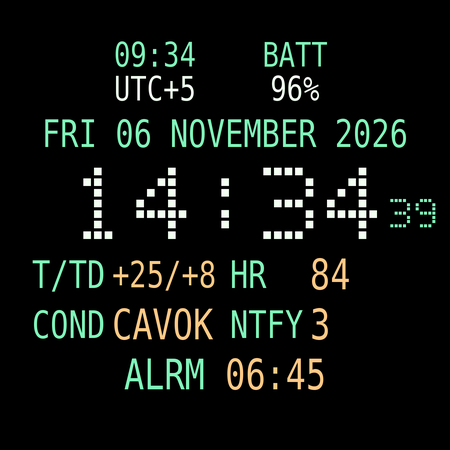 09:34 BATT
UTC+5 96%
FRI 06 NOVEMBER 2026
14:34 39
T/TD +25/+8 HR 84
COND CAVOK NTFY 3
ALRM 06:45